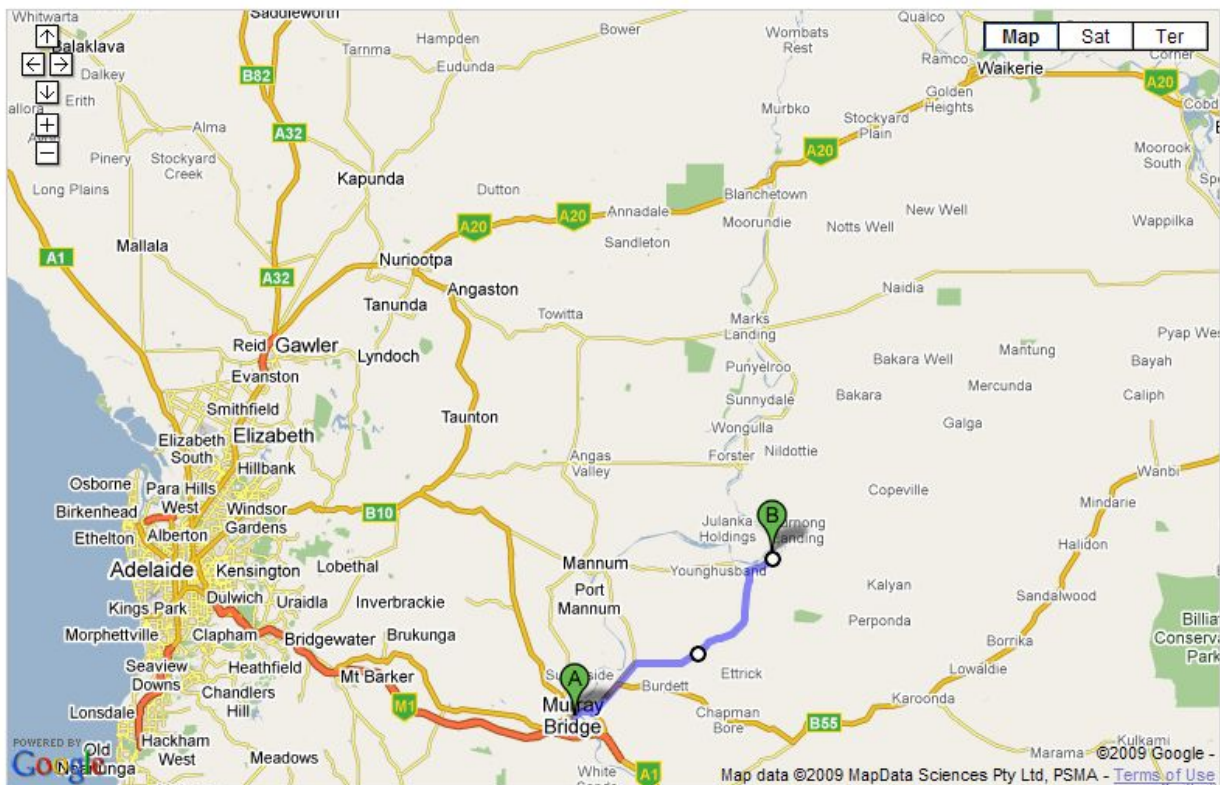 Whitwarta
Saddleworth
Balaklava
Dalkey
Erith
Tarnma
Hampden
Eudunda
Bower
Wombats
Rest
Qualco
Ramco
Map
Sat
Ter
Corner
Waikerie
A20
Golden
Heights
Murbko
Stockyard
Plain
Moorook
South
B82
A32
Alma
Pinery
Stockyard
Creek
Long Plains
Kapunda
Dutton
A20
Annadale
A20
Sandleton
Blanchetown
Moorundie
A20
New Well
Notts Well
Wappilka
Mallala
A1
A32
Nuriootpa
Angaston
Tanunda
Towitta
Marks
Landing
Naidia
Reid
Gawler
Evanston
Lyndoch
Punyelroo
Bakara Well
Mantung
Bayah
Smithfield
Taunton
Sunnydale
Bakara
Mercunda
Caliph
Elizabeth
South
Elizabeth
Wongulla
Galga
Hillbank
Angas
Valley
Forster
Nildottie
Wanbi
Osborne
Para Hills
West
Windsor
Gardens
Birkenhead
Alberton
Ethelton
B10
Copeville
Mindarie
Julanka
Holdings
B
Halidon
Adelaide
Kensington
Lobethal
Mannum
Younghusband
Kalyan
Kings Park
Dulwich
Uraidla
Inverbrackie
Port
Mannum
Perponda
Sandalwood
Morphettville
Clapham
Bridgewater
Brukunga
Borrika
Seaview
Downs
Heathfield
Mt Barker
Ettrick
Lowaldie
Lonsdale
Chandlers
Hill
M1
A
Murray
Bridge
Burdett
Karoonda
Chapman
Bore
B55
Hackham
West
Meadows
White
A1
Kulkami
Marama
POWERED BY
Google
©2009 Google -
Map data ©2009 MapData Sciences Pty Ltd, PSMA - Terms of Use